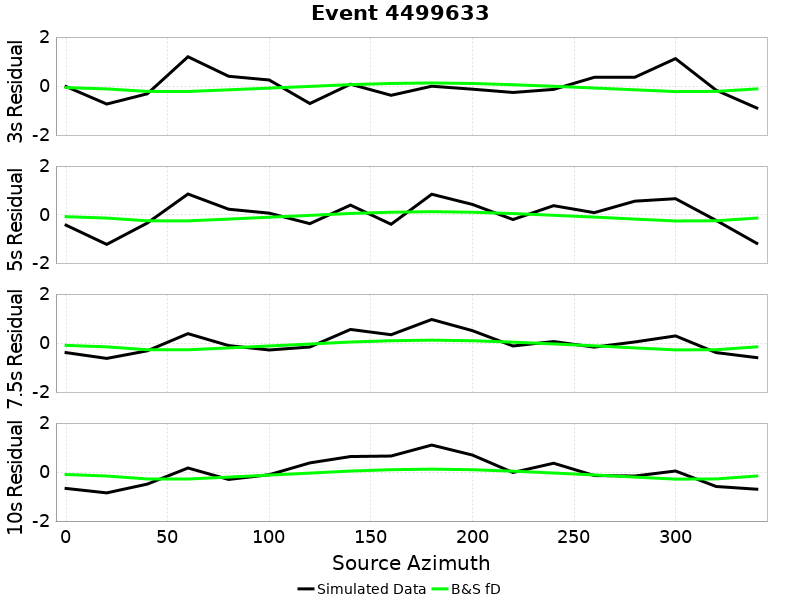 Event 4499633
3s Residual
2
0
-2
5s Residual
2
0
-2
7.5s Residual
2
0
-2
10s Residual
2
0
-2
0 50 100 150 200 250 300
Source Azimuth
Simulated Data B&S fD